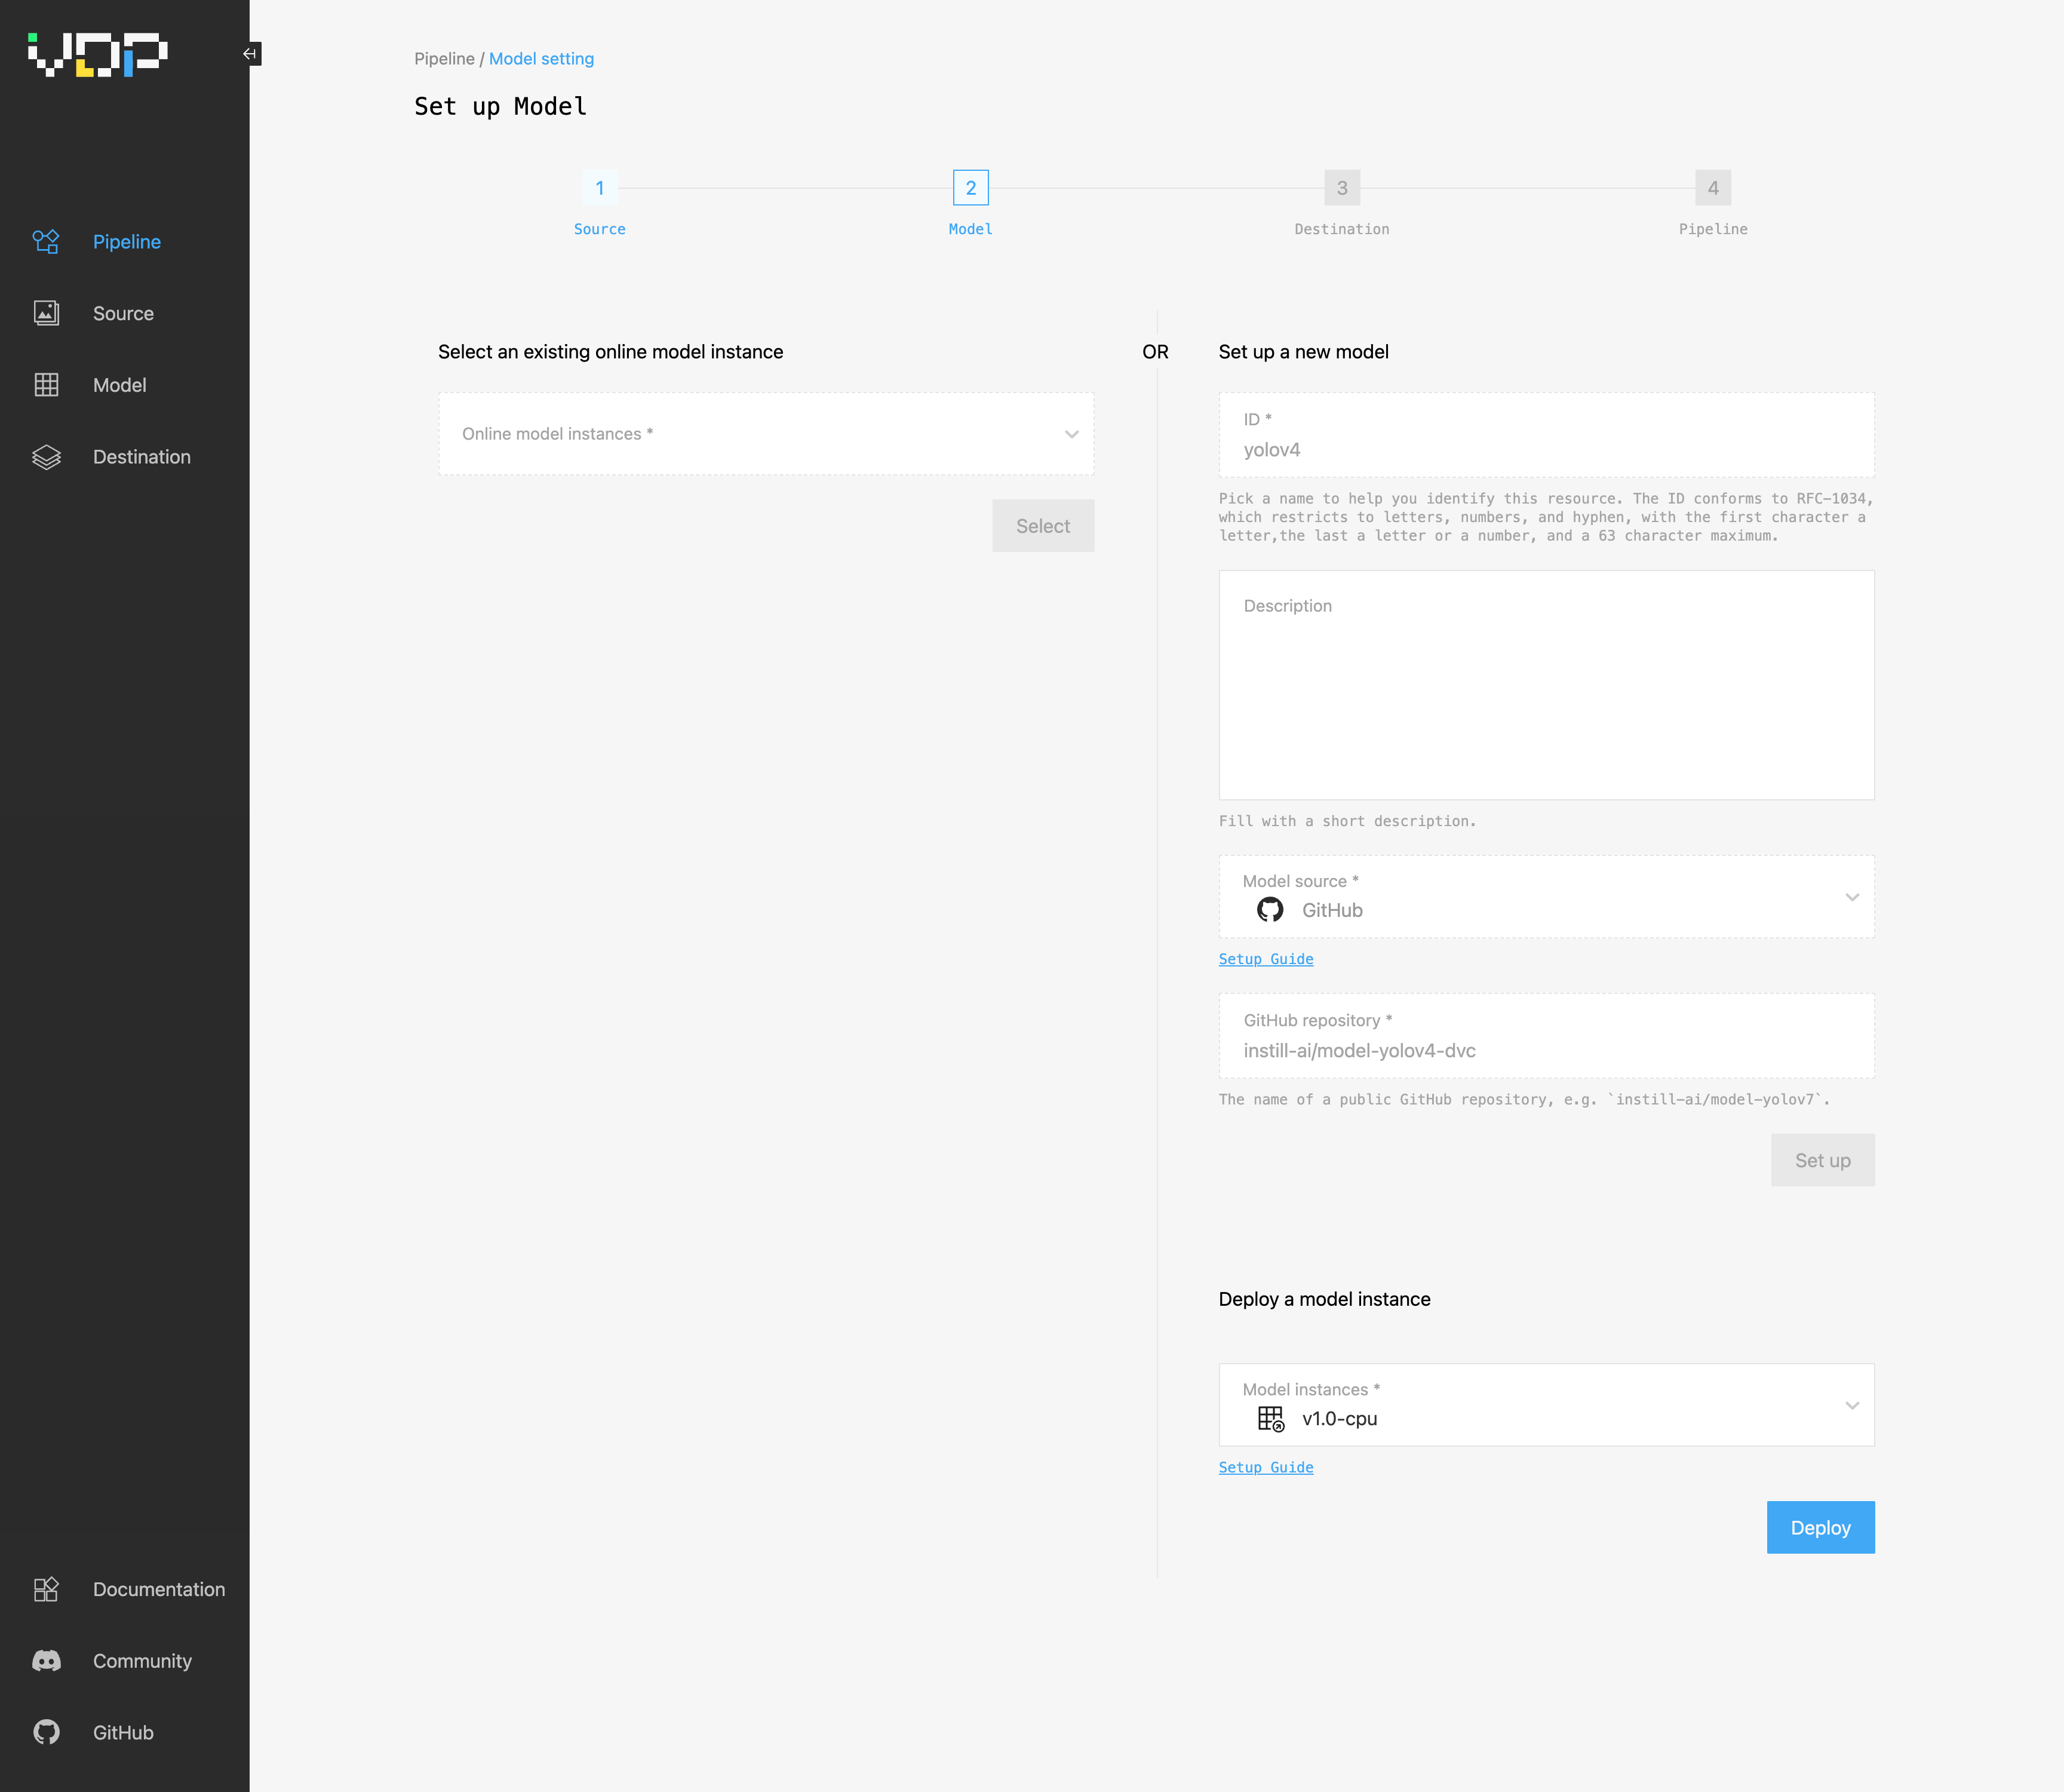 VDP
Pipeline
Source
Model
Destination
Documentation
Community
GitHub
Pipeline / Model setting
Set up Model
1
Source
2
Model
3
Destination
4
Pipeline
Select an existing online model instance
Online model instances *
Select
OR
Set up a new model
ID *
yolov4
Pick a name to help you identify this resource. The ID conforms to RFC-1034,
which restricts to letters, numbers, and hyphen, with the first character a
letter,the last a letter or a number, and a 63 character maximum.
Description
Fill with a short description.
Model source *
GitHub
Setup Guide
GitHub repository *
instill-ai/model-yolov4-dvc
The name of a public GitHub repository, e.g. `instill-ai/model-yolov7`.
Set up
Deploy a model instance
Model instances *
v1.0-cpu
Setup Guide
Deploy